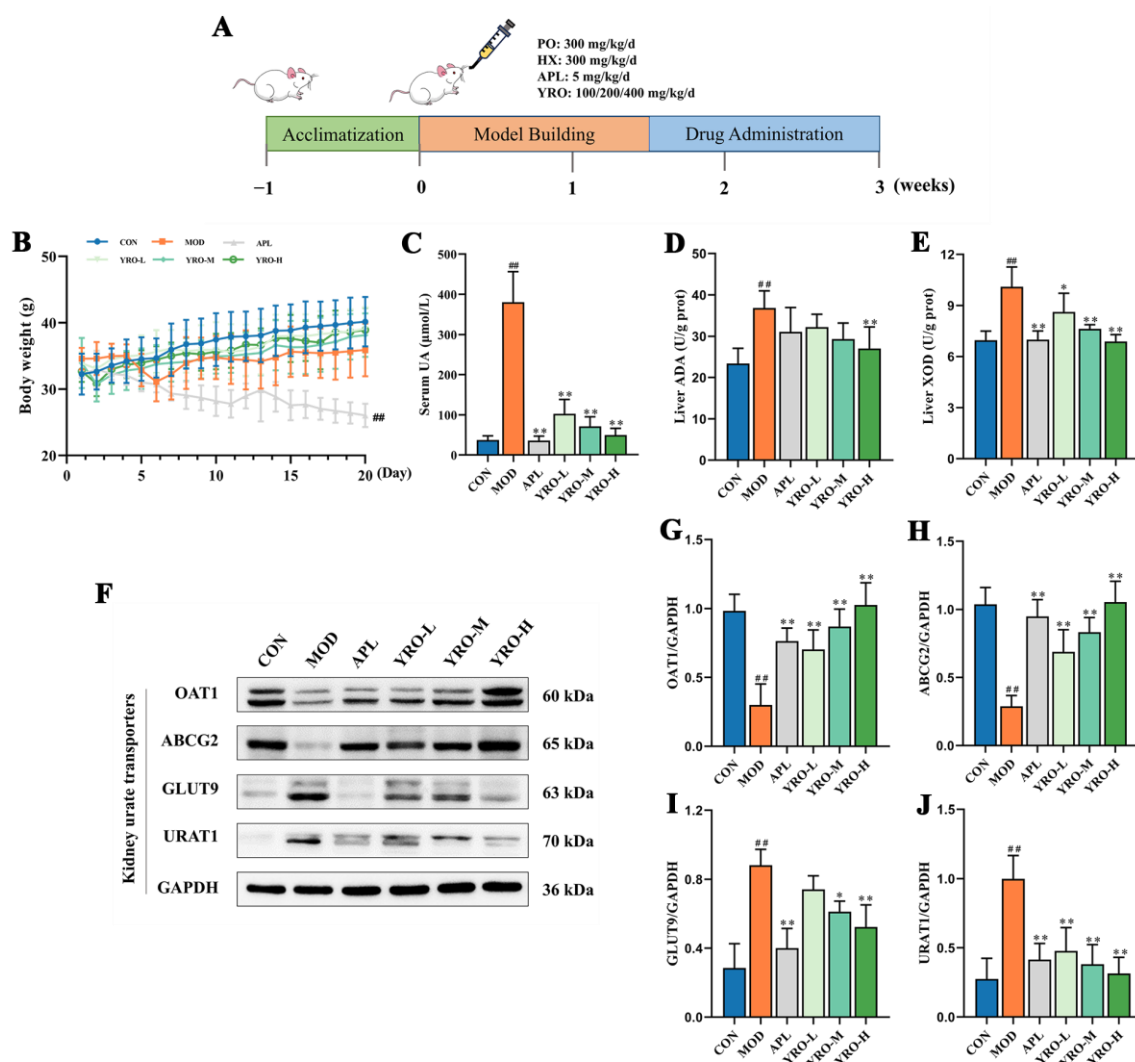 A
PO: 300 mg/kg/d
HX: 300 mg/kg/d
APL: 5 mg/kg/d
YRO: 100/200/400 mg/kg/d
Acclimatization
Model Building
Drug Administration
−1
0
1
2
3 (weeks)
B
CON
MOD
APL
YRO-L
YRO-M
YRO-H
Body weight (g)
50
40
30
20
0
5
10
15
20 (Day)
##
C
Serum UA (μmol/L)
500
400
300
200
100
0
##
**
**
**
**
CON
MOD
APL
YRO-L
YRO-M
YRO-H
D
Liver ADA (U/g prot)
50
40
30
20
10
0
##
**
CON
MOD
APL
YRO-L
YRO-M
YRO-H
E
Liver XOD (U/g prot)
12
9
6
3
0
##
**
*
**
**
CON
MOD
APL
YRO-L
YRO-M
YRO-H
F
CON
MOD
APL
YRO-L
YRO-M
YRO-H
Kidney urate transporters
OAT1
60 kDa
ABCG2
65 kDa
GLUT9
63 kDa
URAT1
70 kDa
GAPDH
36 kDa
G
OAT1/GAPDH
1.5
1.0
0.5
0.0
##
**
**
**
**
CON
MOD
APL
YRO-L
YRO-M
YRO-H
H
ABCG2/GAPDH
1.5
1.0
0.5
0.0
##
**
**
**
**
CON
MOD
APL
YRO-L
YRO-M
YRO-H
I
GLUT9/GAPDH
1.2
0.8
0.4
0.0
##
**
*
**
CON
MOD
APL
YRO-L
YRO-M
YRO-H
J
URAT1/GAPDH
1.5
1.0
0.5
0.0
##
**
**
**
**
CON
MOD
APL
YRO-L
YRO-M
YRO-H